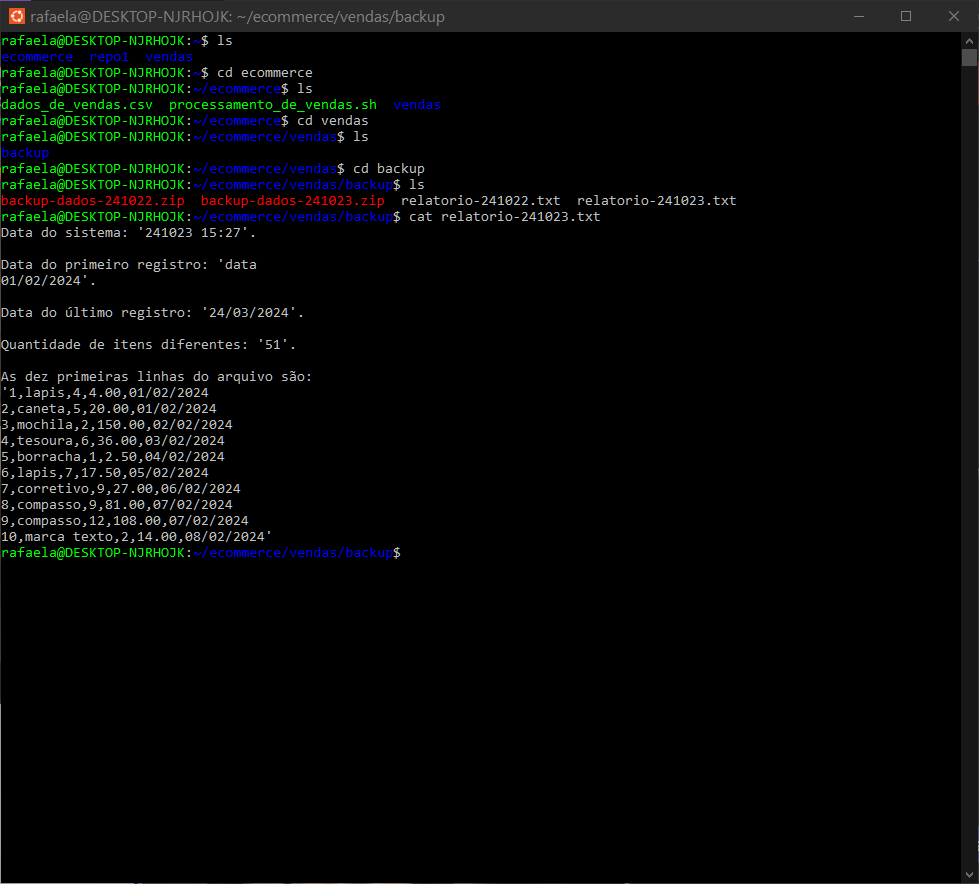 rafaela@DESKTOP-NJRHOJK: ~/ecommerce/vendas/backup
rafaela@DESKTOP-NJRHOJK:~$ ls
ecommerce  repo1  vendas
rafaela@DESKTOP-NJRHOJK:~$ cd ecommerce
rafaela@DESKTOP-NJRHOJK:~/ecommerce$ ls
dados_de_vendas.csv  processamento_de_vendas.sh  vendas
rafaela@DESKTOP-NJRHOJK:~/ecommerce$ cd vendas
rafaela@DESKTOP-NJRHOJK:~/ecommerce/vendas$ ls
backup
rafaela@DESKTOP-NJRHOJK:~/ecommerce/vendas$ cd backup
rafaela@DESKTOP-NJRHOJK:~/ecommerce/vendas/backup$ ls
backup-dados-241022.zip  backup-dados-241023.zip  relatorio-241022.txt  relatorio-241023.txt
rafaela@DESKTOP-NJRHOJK:~/ecommerce/vendas/backup$ cat relatorio-241023.txt
Data do sistema: '241023 15:27'.
Data do primeiro registro: 'data
01/02/2024'.
Data do último registro: '24/03/2024'.
Quantidade de itens diferentes: '51'.
As dez primeiras linhas do arquivo são:
'1,lapis,4,4.00,01/02/2024
2,caneta,5,20.00,01/02/2024
3,mochila,2,150.00,02/02/2024
4,tesoura,6,36.00,03/02/2024
5,borracha,1,2.50,04/02/2024
6,lapis,7,17.50,05/02/2024
7,corretivo,9,27.00,06/02/2024
8,compasso,9,81.00,07/02/2024
9,compasso,12,108.00,07/02/2024
10,marca texto,2,14.00,08/02/2024'
rafaela@DESKTOP-NJRHOJK:~/ecommerce/vendas/backup$